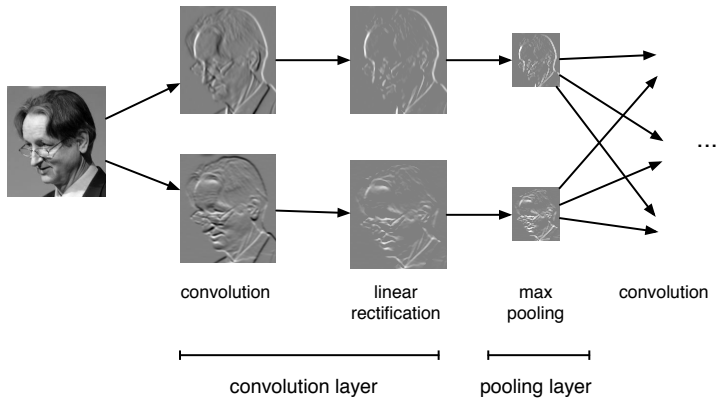 ...
convolution
linear
rectification
max
pooling
convolution
convolution layer
pooling layer